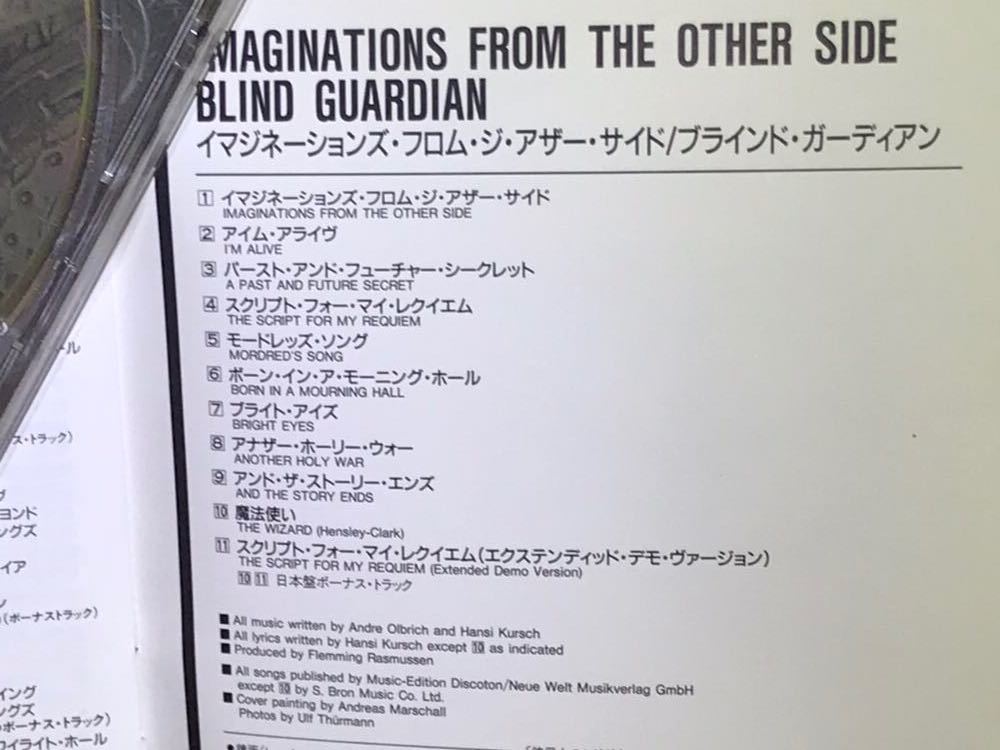 IMAGINATIONS FROM THE OTHER SIDE
BLIND GUARDIAN
イマジネーションズ・フロム・ジ・アザー・サイド/ブラインド・ガーディアン
1 イマジネーションズ・フロム・ジ・アザー・サイド
IMAGINATIONS FROM THE OTHER SIDE
2 アイム・アライヴ
I'M ALIVE
3 パースト・アンド・フューチャー・シークレット
A PAST AND FUTURE SECRET
4 スクリプト・フォー・マイ・レクイエム
THE SCRIPT FOR MY REQUIEM
5 モードレッズ・ソング
MORDRED'S SONG
6 ボーン・イン・ア・モーニング・ホール
BORN IN A MOURNING HALL
7 ブライト・アイズ
BRIGHT EYES
8 アナザー・ホーリー・ウォー
ANOTHER HOLY WAR
9 アンド・ザ・ストーリー・エンズ
AND THE STORY ENDS
10 魔法使い
THE WIZARD (Hensley-Clark)
11 スクリプト・フォー・マイ・レクイエム(エクステンディッド・デモ・ヴァージョン)
THE SCRIPT FOR MY REQUIEM (Extended Demo Version)
10 11 日本盤ボーナス・トラック
■ All music written by Andre Olbrich and Hansi Kursch
■ All lyrics written by Hansi Kursch except 10 as indicated
■ Produced by Flemming Rasmussen
■ All songs published by Music-Edition Discoton/Neue Welt Musikverlag GmbH
except 10 by S. Bron Music Co. Ltd.
■ Cover painting by Andreas Marschall
Photos by Ulf Thürmann
ール
ス・トラック)
ヨンド
ングズ
イア
(ボーナストラック)
イング
ングズ
ボーナス・トラック)
ワイライト・ホール